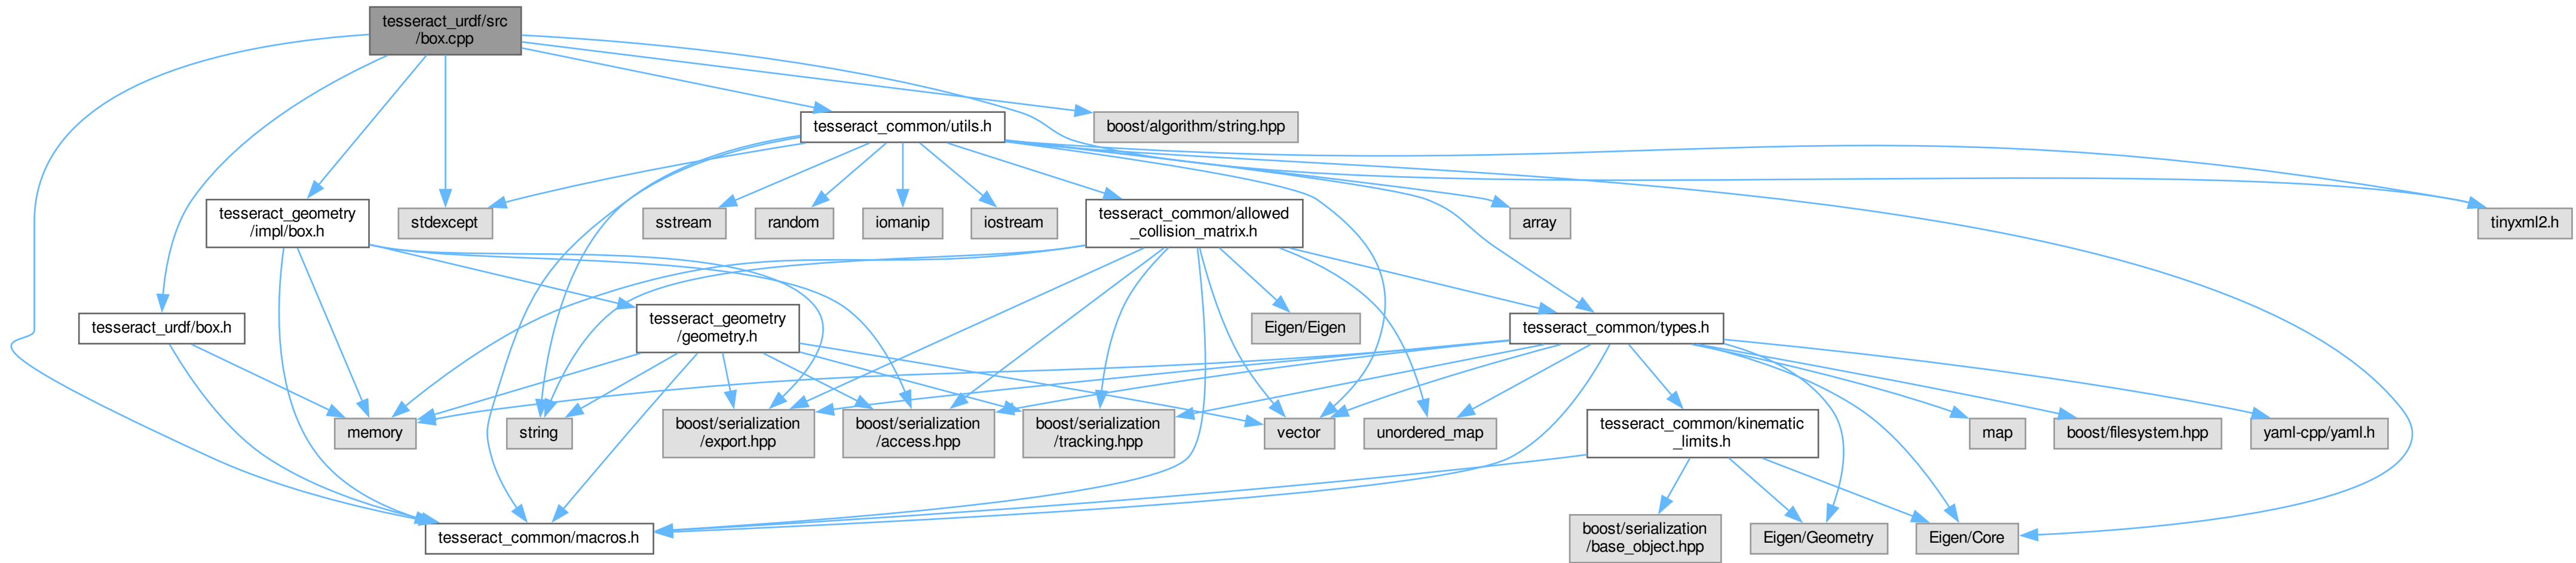 tesseract_urdf/src
/box.cpp
tesseract_common/utils.h
boost/algorithm/string.hpp
tesseract_geometry
/impl/box.h
stdexcept
sstream
random
iomanip
iostream
tesseract_common/allowed
_collision_matrix.h
array
tinyxml2.h
tesseract_urdf/box.h
tesseract_geometry
/geometry.h
Eigen/Eigen
tesseract_common/types.h
memory
string
boost/serialization
/export.hpp
boost/serialization
/access.hpp
boost/serialization
/tracking.hpp
vector
unordered_map
tesseract_common/kinematic
_limits.h
map
boost/filesystem.hpp
yaml-cpp/yaml.h
tesseract_common/macros.h
boost/serialization
/base_object.hpp
Eigen/Geometry
Eigen/Core